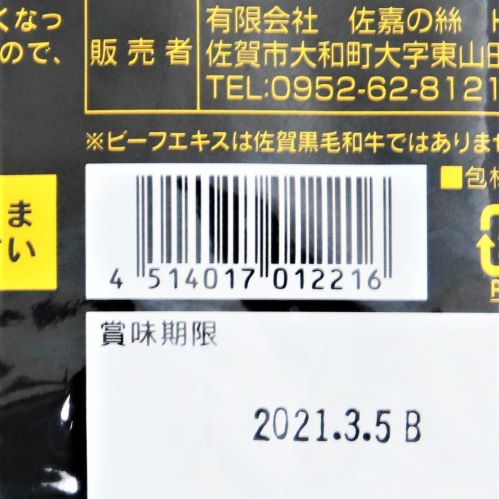 くなっ
ので、
販売者
有限会社 佐嘉の絲
佐賀市大和町大字東山田
TEL:0952-62-8121
※ビーフエキスは佐賀黒毛和牛ではありませ
■包材
ま
い
4 514017 012216
賞味期限
2021.3.5 B